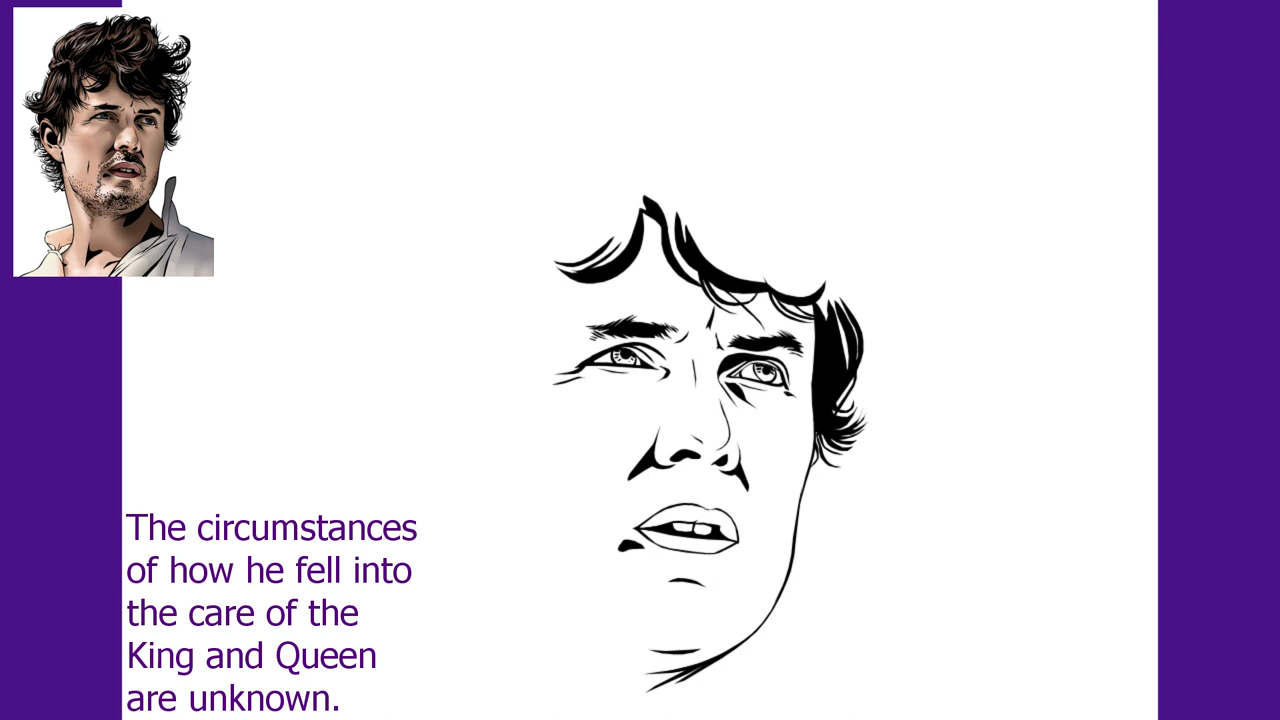 The circumstances
of how he fell into
the care of the
King and Queen
are unknown.